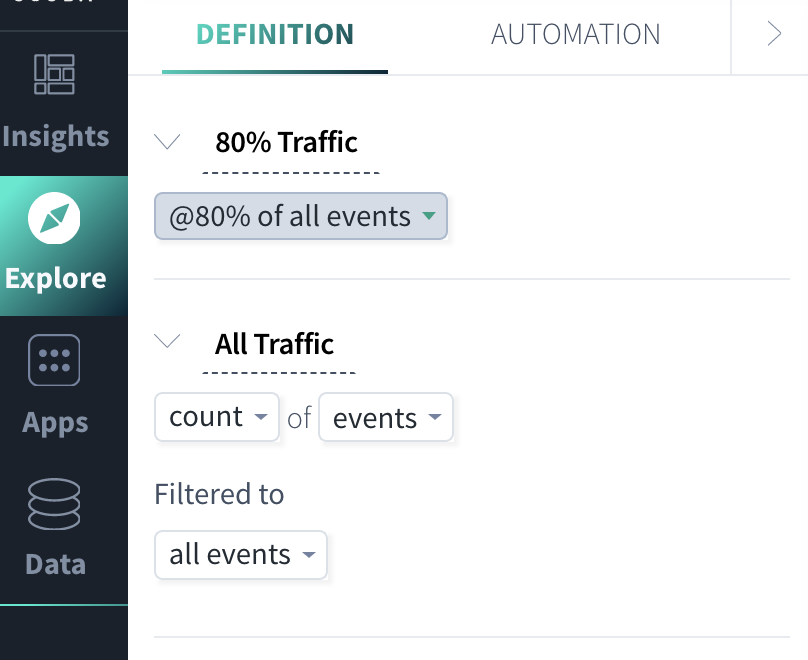 DEFINITION
AUTOMATION
Insights
80% Traffic
@80% of all events
Explore
All Traffic
count of events
Apps
Filtered to
all events
Data